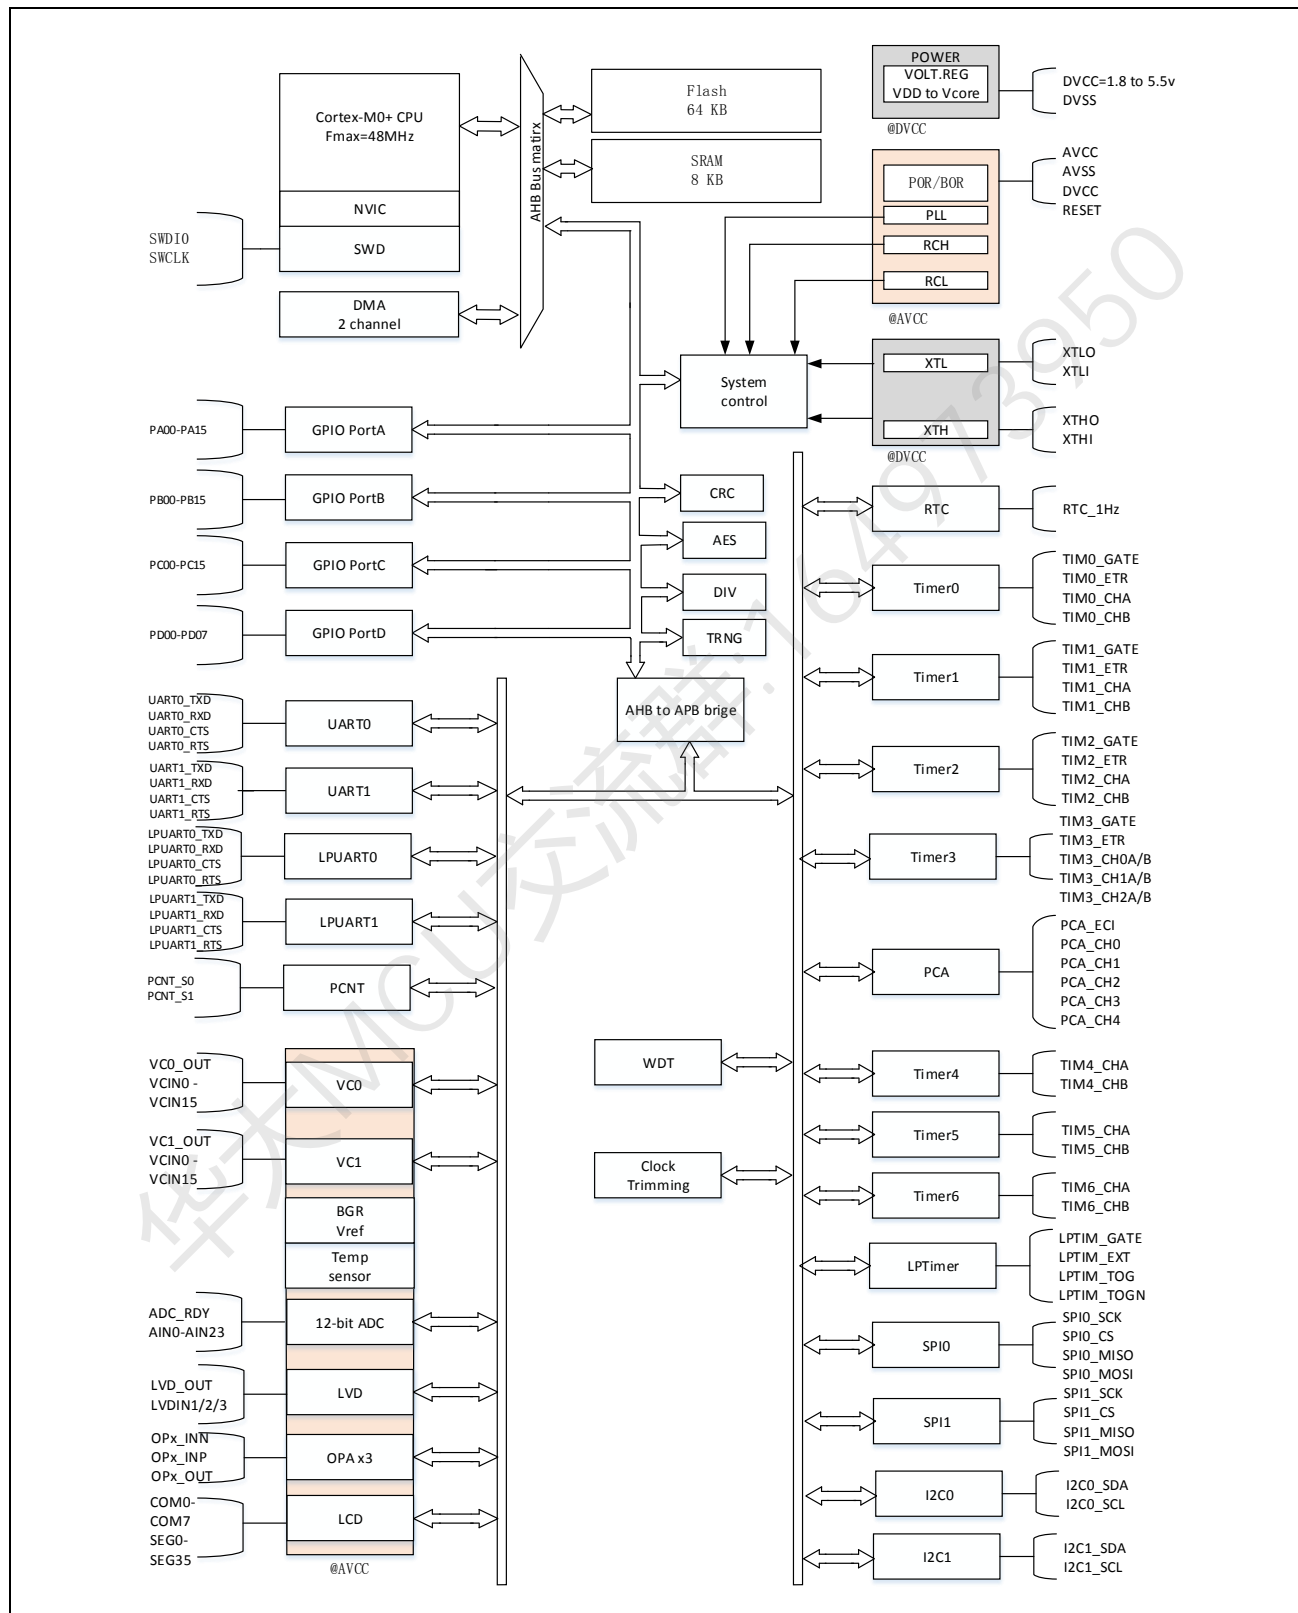 Cortex-M0+ CPU
Fmax=48MHz
NVIC
SWD
SWDIO
SWCLK
DMA
2 channel
AHB Bus matirx
Flash
64 KB
SRAM
8 KB
POWER
VOLT.REG
VDD to Vcore
@DVCC
DVCC=1.8 to 5.5v
DVSS
POR/BOR
PLL
RCH
RCL
@AVCC
AVCC
AVSS
DVCC
RESET
System
control
XTL
XTH
@DVCC
XTLO
XTLI
XTHO
XTHI
PA00-PA15
GPIO PortA
PB00-PB15
GPIO PortB
PC00-PC15
GPIO PortC
PD00-PD07
GPIO PortD
CRC
AES
DIV
TRNG
AHB to APB brige
UART0_TXD
UART0_RXD
UART0_CTS
UART0_RTS
UART0
UART1_TXD
UART1_RXD
UART1_CTS
UART1_RTS
UART1
LPUART0_TXD
LPUART0_RXD
LPUART0_CTS
LPUART0_RTS
LPUART0
LPUART1_TXD
LPUART1_RXD
LPUART1_CTS
LPUART1_RTS
LPUART1
PCNT_S0
PCNT_S1
PCNT
VC0_OUT
VCIN0 -
VCIN15
VC0
VC1_OUT
VCIN0 -
VCIN15
VC1
BGR
Vref
Temp
sensor
ADC_RDY
AIN0-AIN23
12-bit ADC
LVD_OUT
LVDIN1/2/3
LVD
OPx_INN
OPx_INP
OPx_OUT
OPA x3
COM0-
COM7
SEG0-
SEG35
LCD
@AVCC
WDT
Clock
Trimming
RTC
RTC_1Hz
Timer0
TIM0_GATE
TIM0_ETR
TIM0_CHA
TIM0_CHB
Timer1
TIM1_GATE
TIM1_ETR
TIM1_CHA
TIM1_CHB
Timer2
TIM2_GATE
TIM2_ETR
TIM2_CHA
TIM2_CHB
Timer3
TIM3_GATE
TIM3_ETR
TIM3_CH0A/B
TIM3_CH1A/B
TIM3_CH2A/B
PCA
PCA_ECI
PCA_CH0
PCA_CH1
PCA_CH2
PCA_CH3
PCA_CH4
Timer4
TIM4_CHA
TIM4_CHB
Timer5
TIM5_CHA
TIM5_CHB
Timer6
TIM6_CHA
TIM6_CHB
LPTimer
LPTIM_GATE
LPTIM_EXT
LPTIM_TOG
LPTIM_TOGN
SPI0
SPI0_SCK
SPI0_CS
SPI0_MISO
SPI0_MOSI
SPI1
SPI1_SCK
SPI1_CS
SPI1_MISO
SPI1_MOSI
I2C0
I2C0_SDA
I2C0_SCL
I2C1
I2C1_SDA
I2C1_SCL
华大MCU交流群:164973950